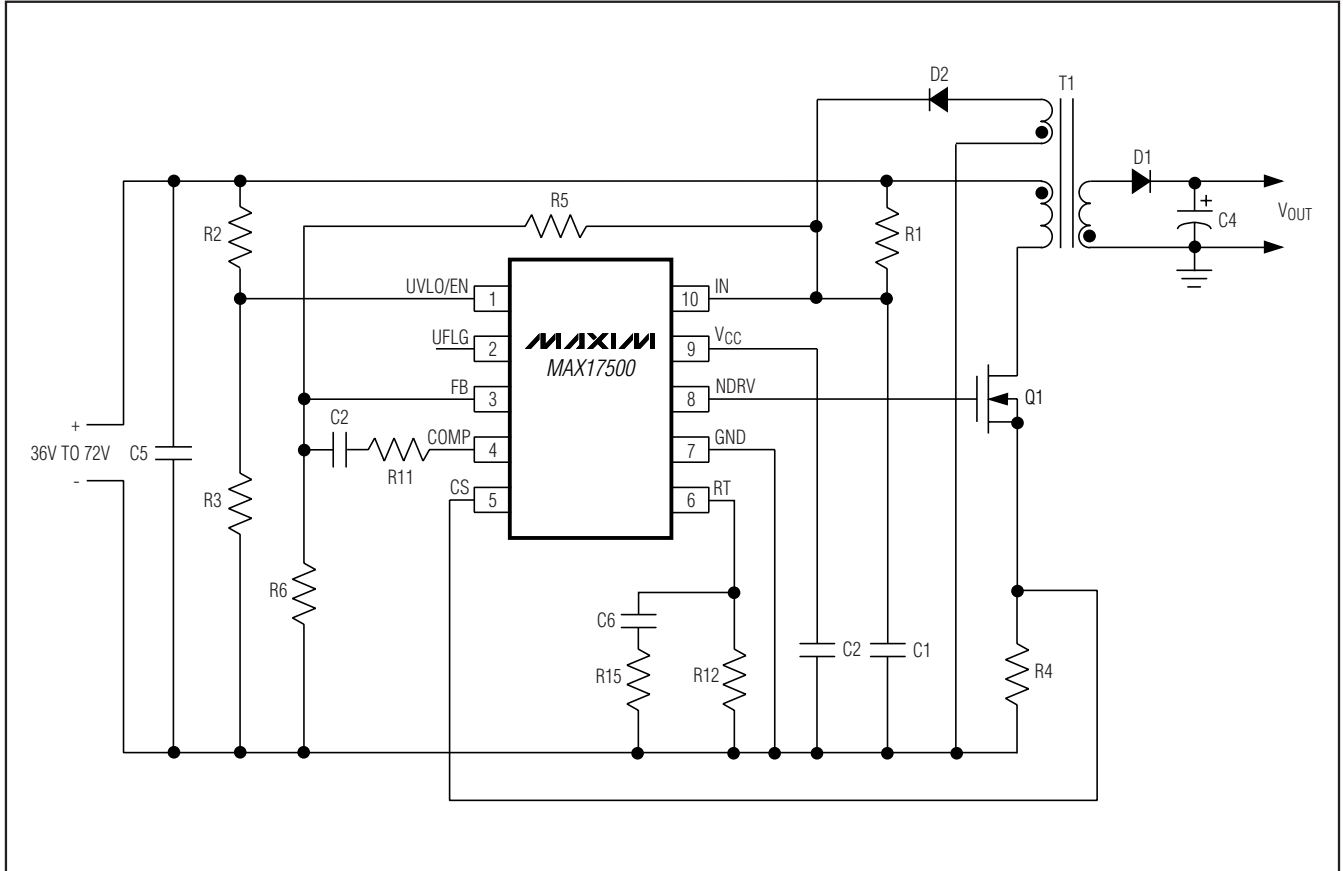 D2
T1
D1
+
C4
VOUT
R2
R5
R1
UVLO/EN
1
10
IN
UFLG
2
MAXIM
MAX17500
9
VCC
FB
3
8
NDRV
Q1
+
36V TO 72V
-
C5
C2
R11
COMP
4
7
GND
R3
CS
5
6
RT
R6
C6
R15
R12
C2
C1
R4